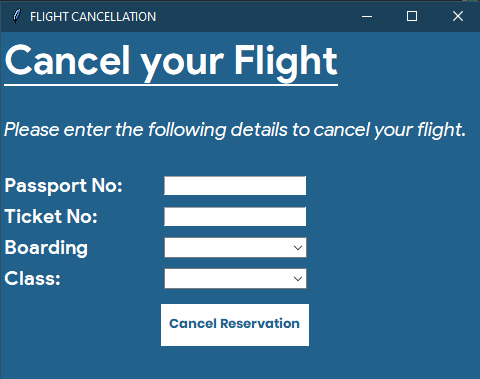 FLIGHT CANCELLATION
Cancel your Flight
Please enter the following details to cancel your flight.
Passport No:
Ticket No:
Boarding
Class:
Cancel Reservation